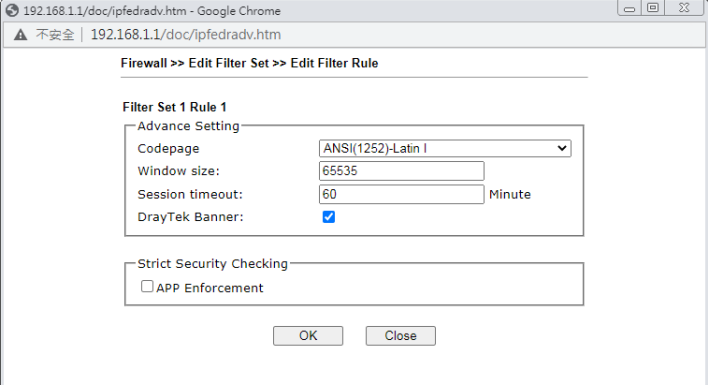 192.168.1.1/doc/ipfedradv.htm - Google Chrome
不安全 | 192.168.1.1/doc/ipfedradv.htm
Firewall >> Edit Filter Set >> Edit Filter Rule
Filter Set 1 Rule 1
Advance Setting
Codepage ANSI(1252)-Latin I
Window size: 65535
Session timeout: 60 Minute
DrayTek Banner:
Strict Security Checking
APP Enforcement
OK Close